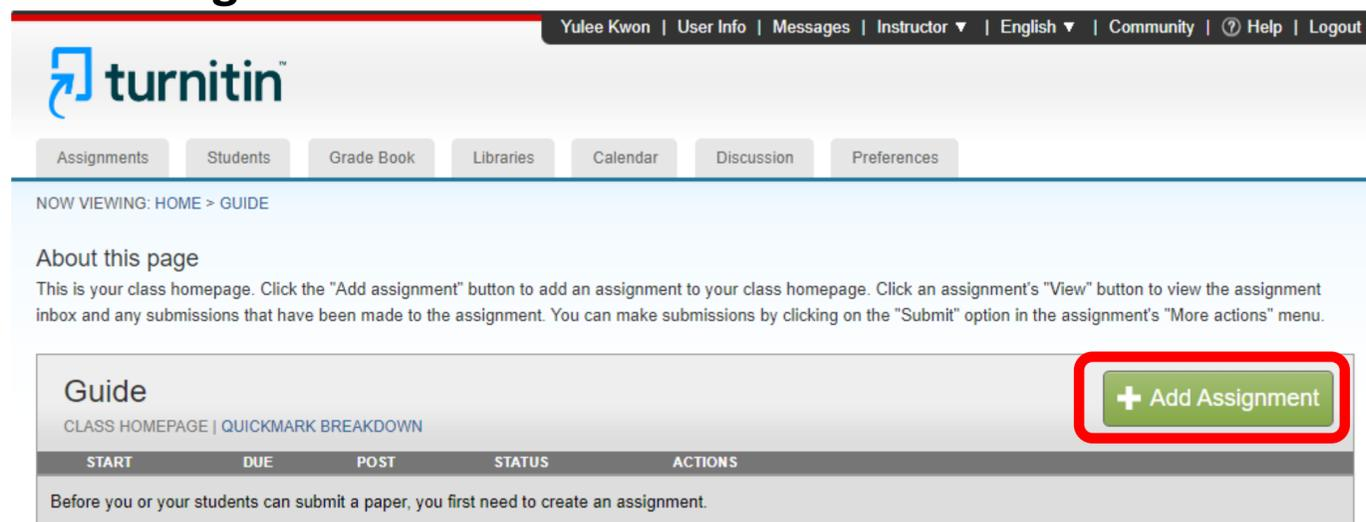 Yulee Kwon | User Info | Messages | Instructor ▼ | English ▼ | Community | ? Help | Logout
turnitin™
Assignments Students Grade Book Libraries Calendar Discussion Preferences
NOW VIEWING: HOME > GUIDE
About this page
This is your class homepage. Click the "Add assignment" button to add an assignment to your class homepage. Click an assignment's "View" button to view the assignment
inbox and any submissions that have been made to the assignment. You can make submissions by clicking on the "Submit" option in the assignment's "More actions" menu.
Guide
+ Add Assignment
CLASS HOMEPAGE | QUICKMARK BREAKDOWN
START DUE POST STATUS ACTIONS
Before you or your students can submit a paper, you first need to create an assignment.